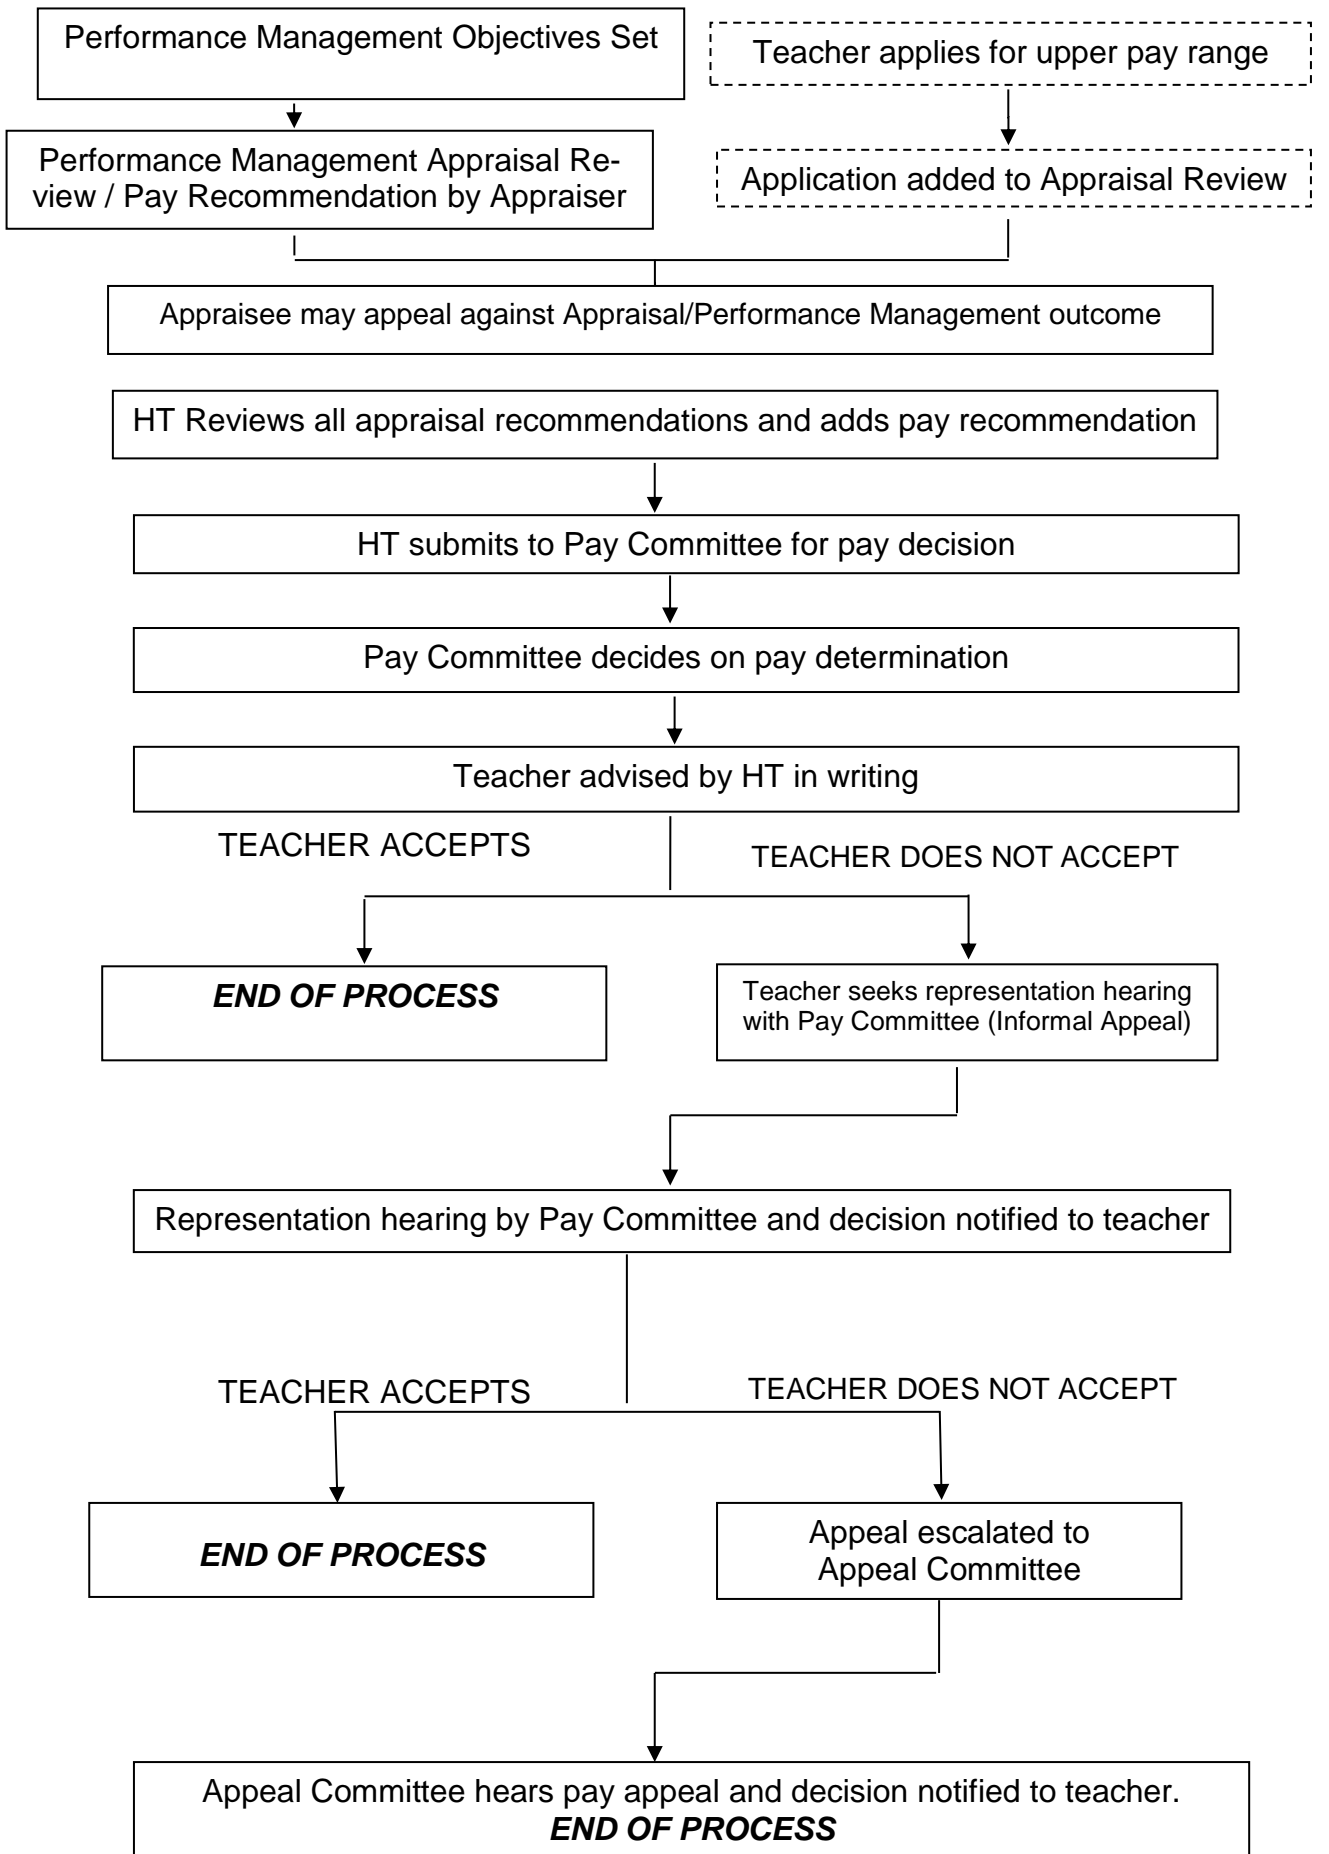 Performance Management Objectives Set
Teacher applies for upper pay range
Performance Management Appraisal Re-
view / Pay Recommendation by Appraiser
Application added to Appraisal Review
Appraisee may appeal against Appraisal/Performance Management outcome
HT Reviews all appraisal recommendations and adds pay recommendation
HT submits to Pay Committee for pay decision
Pay Committee decides on pay determination
Teacher advised by HT in writing
TEACHER ACCEPTS
TEACHER DOES NOT ACCEPT
END OF PROCESS
Teacher seeks representation hearing
with Pay Committee (Informal Appeal)
Representation hearing by Pay Committee and decision notified to teacher
TEACHER ACCEPTS
TEACHER DOES NOT ACCEPT
END OF PROCESS
Appeal escalated to
Appeal Committee
Appeal Committee hears pay appeal and decision notified to teacher.
END OF PROCESS